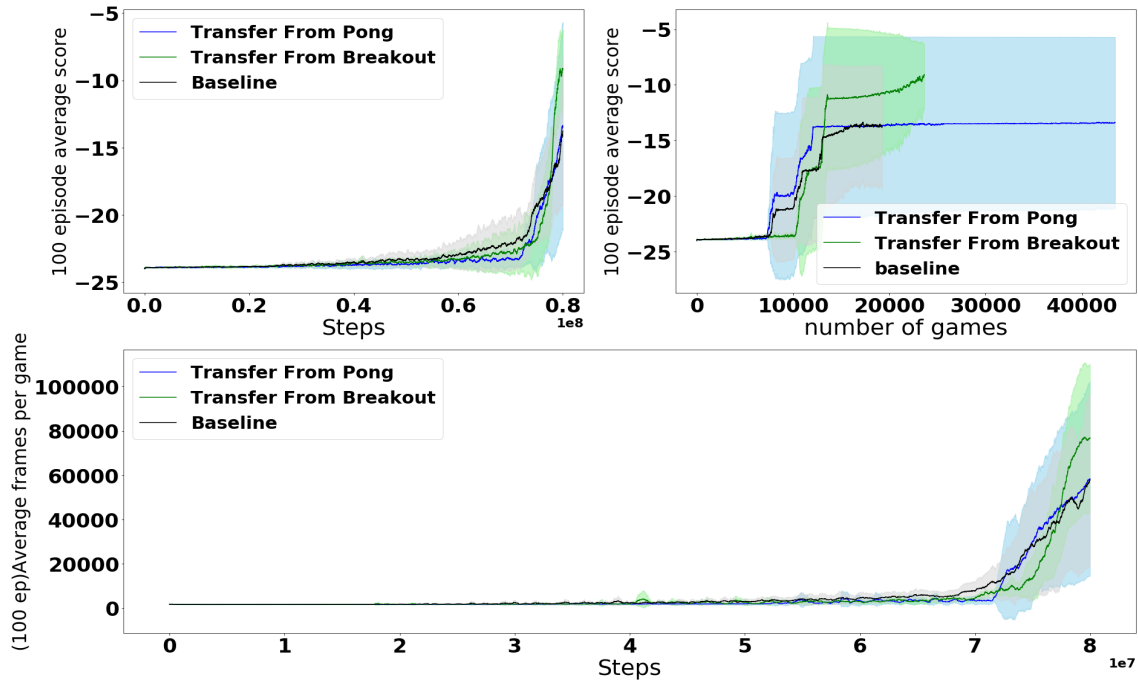 100 episode average score
−5
−10
−15
−20
−25
Transfer From Pong
Transfer From Breakout
Baseline
0.0
0.2
0.4
0.6
0.8
1e8
Steps
100 episode average score
−5
−10
−15
−20
−25
Transfer From Pong
Transfer From Breakout
baseline
0
10000
20000
30000
40000
number of games
(100 ep)Average frames per game
100000
80000
60000
40000
20000
0
Transfer From Pong
Transfer From Breakout
Baseline
0
1
2
3
4
5
6
7
8
1e7
Steps